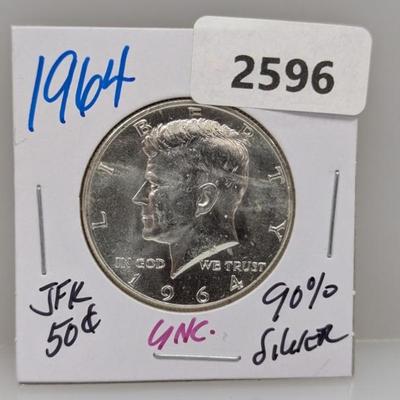 1964
2596
LIBERTY
IN GOD WE TRUST
1964
JFK
50¢
UNC.
90%
SILVER